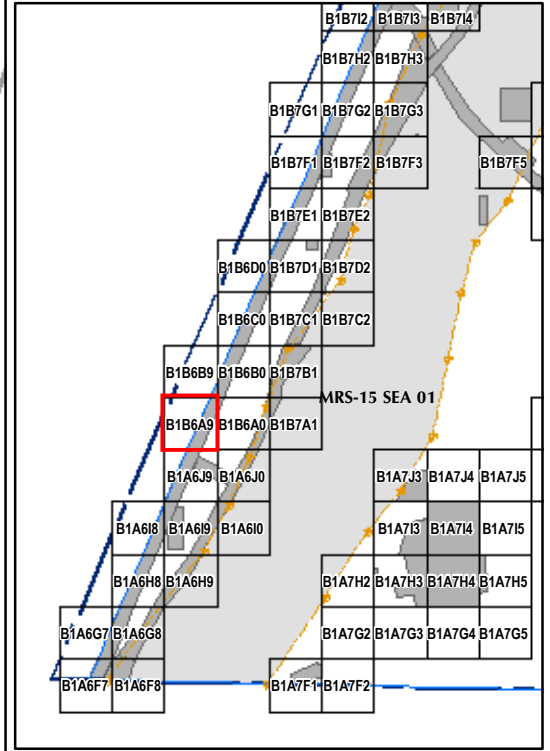 B1B7I2 B1B7I3 B1B7I4
B1B7H2 B1B7H3
B1B7G1 B1B7G2 B1B7G3
B1B7F1 B1B7F2 B1B7F3 B1B7F5
B1B7E1 B1B7E2
B1B6D0 B1B7D1 B1B7D2
B1B6C0 B1B7C1 B1B7C2
B1B6B9 B1B6B0 B1B7B1
MRS-15 SEA 01
B1B6A9 B1B6A0 B1B7A1
B1A6J9 B1A6J0 B1A7J3 B1A7J4 B1A7J5
B1A6I8 B1A6I9 B1A6I0 B1A7I3 B1A7I4 B1A7I5
B1A6H8 B1A6H9 B1A7H2 B1A7H3 B1A7H4 B1A7H5
B1A6G7 B1A6G8 B1A7G2 B1A7G3 B1A7G4 B1A7G5
B1A6F7 B1A6F8 B1A7F1 B1A7F2